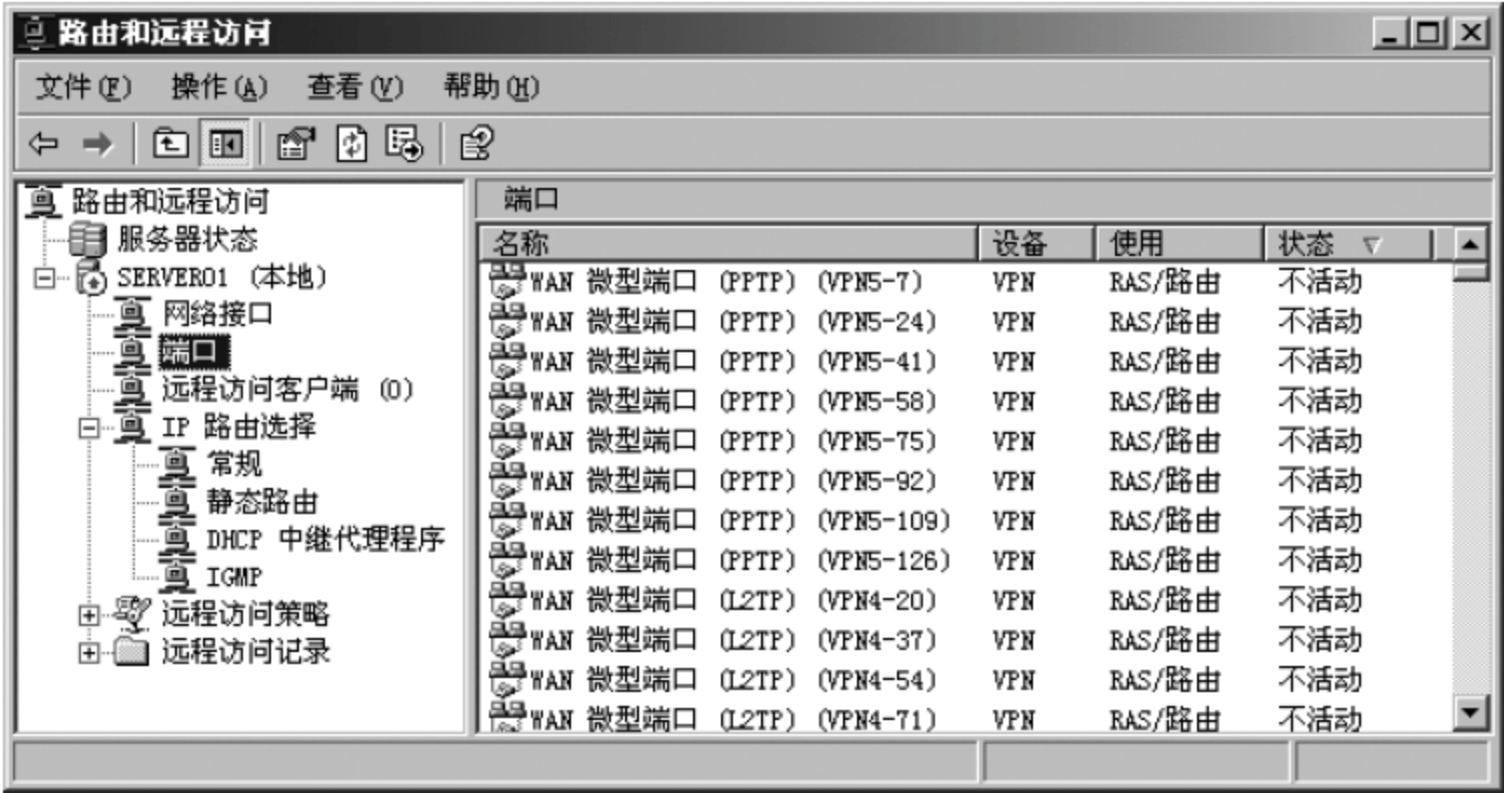 路由和远程访问
文件(F) 操作(A) 查看(V) 帮助(H)
路由和远程访问
服务器状态
SERVER01 (本地)
网络接口
端口
远程访问客户端 (0)
IP 路由选择
常规
静态路由
DHCP 中继代理程序
IGMP
远程访问策略
远程访问记录
端口
名称 设备 使用 状态
WAN 微型端口 (PPTP) (VPN5-7) VPN RAS/路由 不活动
WAN 微型端口 (PPTP) (VPN5-24) VPN RAS/路由 不活动
WAN 微型端口 (PPTP) (VPN5-41) VPN RAS/路由 不活动
WAN 微型端口 (PPTP) (VPN5-58) VPN RAS/路由 不活动
WAN 微型端口 (PPTP) (VPN5-75) VPN RAS/路由 不活动
WAN 微型端口 (PPTP) (VPN5-92) VPN RAS/路由 不活动
WAN 微型端口 (PPTP) (VPN5-109) VPN RAS/路由 不活动
WAN 微型端口 (PPTP) (VPN5-126) VPN RAS/路由 不活动
WAN 微型端口 (L2TP) (VPN4-20) VPN RAS/路由 不活动
WAN 微型端口 (L2TP) (VPN4-37) VPN RAS/路由 不活动
WAN 微型端口 (L2TP) (VPN4-54) VPN RAS/路由 不活动
WAN 微型端口 (L2TP) (VPN4-71) VPN RAS/路由 不活动